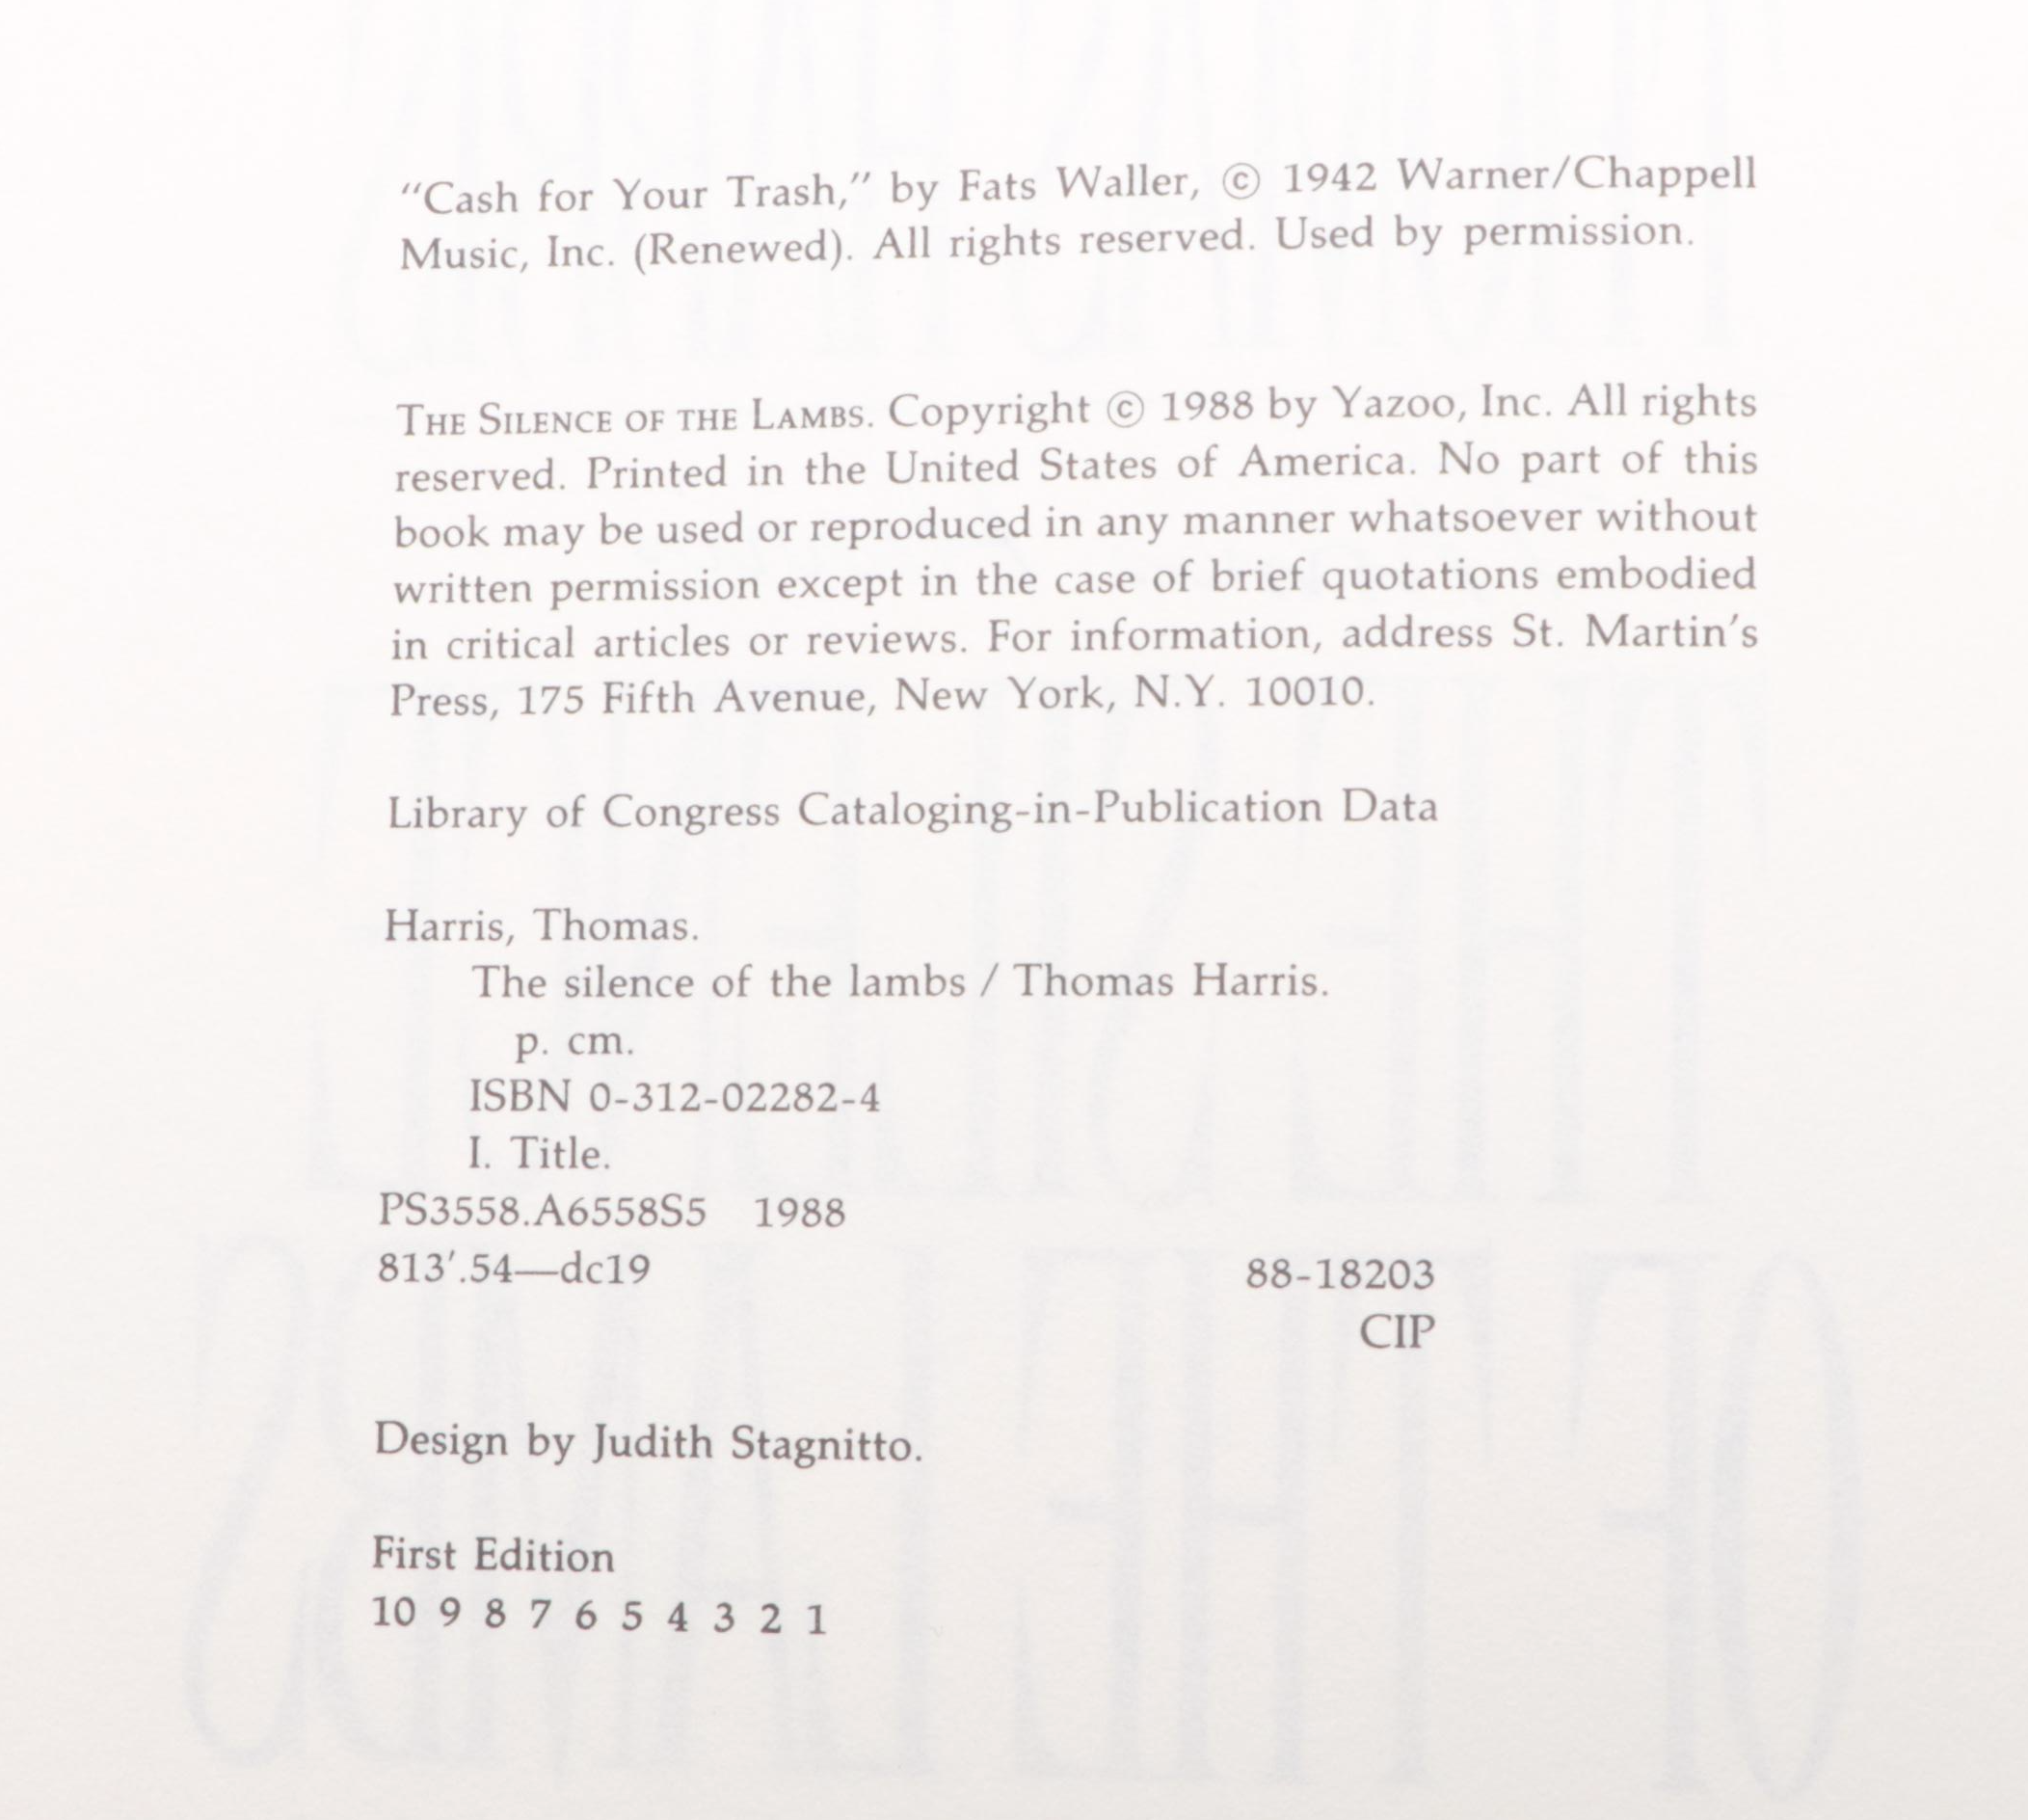 “Cash for Your Trash,” by Fats Waller, © 1942 Warner/Chappell
Music, Inc. (Renewed). All rights reserved. Used by permission.
THE SILENCE OF THE LAMBS. Copyright © 1988 by Yazoo, Inc. All rights
reserved. Printed in the United States of America. No part of this
book may be used or reproduced in any manner whatsoever without
written permission except in the case of brief quotations embodied
in critical articles or reviews. For information, address St. Martin’s
Press, 175 Fifth Avenue, New York, N.Y. 10010.
Library of Congress Cataloging-in-Publication Data
Harris, Thomas.
The silence of the lambs / Thomas Harris.
p. cm.
ISBN 0-312-02282-4
I. Title.
PS3558.A6558S5 1988
813′.54—dc19 88-18203
CIP
Design by Judith Stagnitto.
First Edition
10 9 8 7 6 5 4 3 2 1